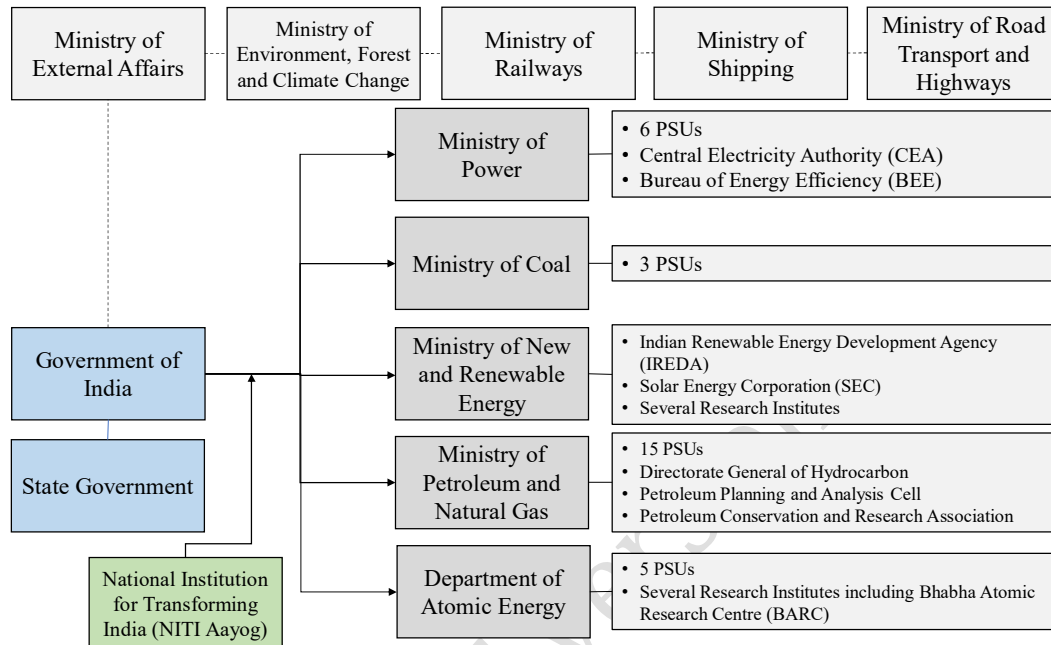 Ministry of
External Affairs
Ministry of
Environment, Forest
and Climate Change
Ministry of
Railways
Ministry of
Shipping
Ministry of Road
Transport and
Highways
Ministry of
Power
• 6 PSUs
• Central Electricity Authority (CEA)
• Bureau of Energy Efficiency (BEE)
Ministry of Coal
• 3 PSUs
Government of
India
Ministry of New
and Renewable
Energy
• Indian Renewable Energy Development Agency
(IREDA)
• Solar Energy Corporation (SEC)
• Several Research Institutes
State Government
Ministry of
Petroleum and
Natural Gas
• 15 PSUs
• Directorate General of Hydrocarbon
• Petroleum Planning and Analysis Cell
• Petroleum Conservation and Research Association
National Institution
for Transforming
India (NITI Aayog)
Department of
Atomic Energy
• 5 PSUs
• Several Research Institutes including Bhabha Atomic
Research Centre (BARC)